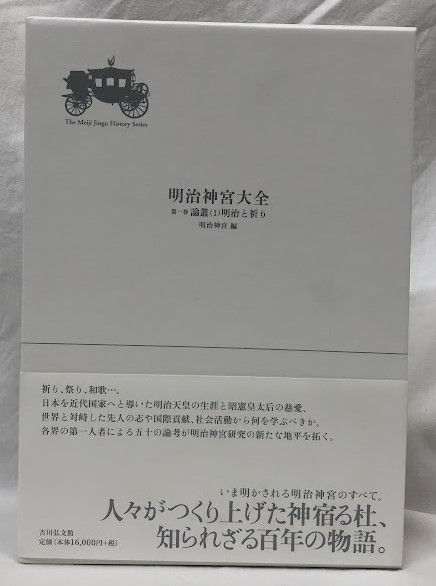 The Meiji Jingu History Series
明治神宮大全
第一巻 論叢(1)明治と祈り
明治神宮 編
祈り、祭り、和歌…。
日本を近代国家へと導いた明治天皇の生涯と昭憲皇太后の慈愛、
世界と対峙した先人の志や国際貢献、社会活動から何を学ぶべきか。
各界の第一人者による五十の論考が明治神宮研究の新たな地平を拓く。
いま明かされる明治神宮のすべて。
人々がつくり上げた神宿る杜、
知られざる百年の物語。
吉川弘文館
定価(本体16,000円+税)